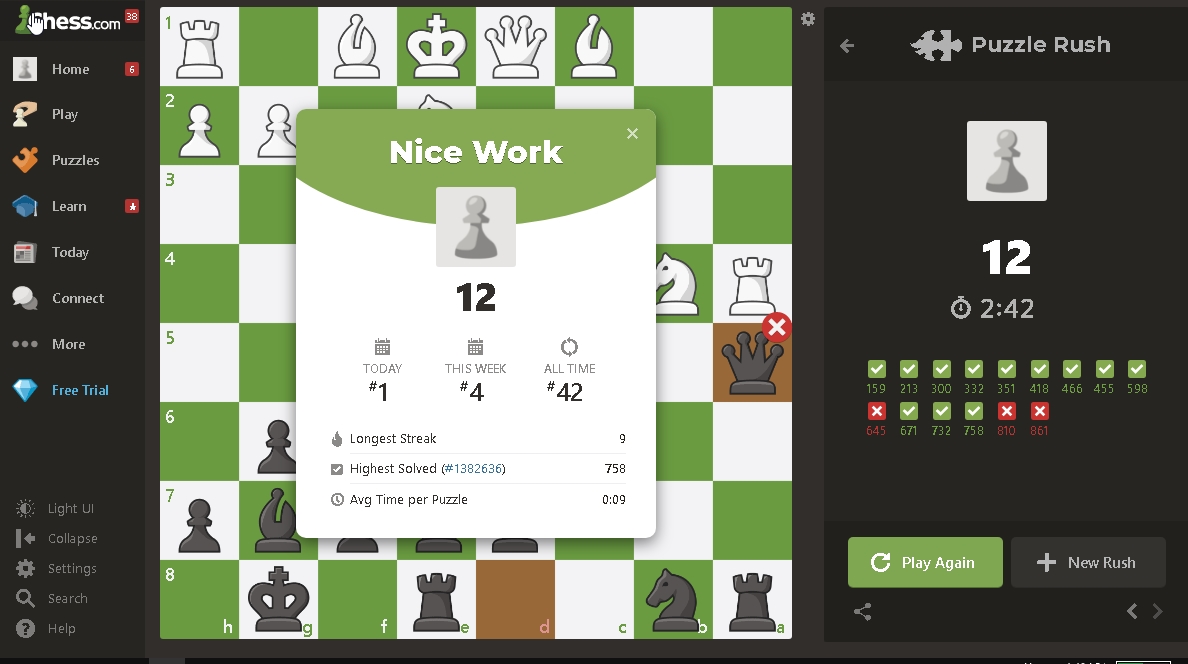 Chess.com 38
Home 6
Play
Puzzles
Learn
Today
Connect
More
Free Trial
Light UI
Collapse
Settings
Search
Help
1
2
3
4
5
6
7
8
h g f e d c b a
Nice Work
×
12
TODAY THIS WEEK ALL TIME
#1 #4 #42
Longest Streak 9
Highest Solved (#1382636) 758
Avg Time per Puzzle 0:09
Puzzle Rush
12
2:42
159 213 300 332 351 418 466 455 598
645 671 732 758 810 861
Play Again
New Rush